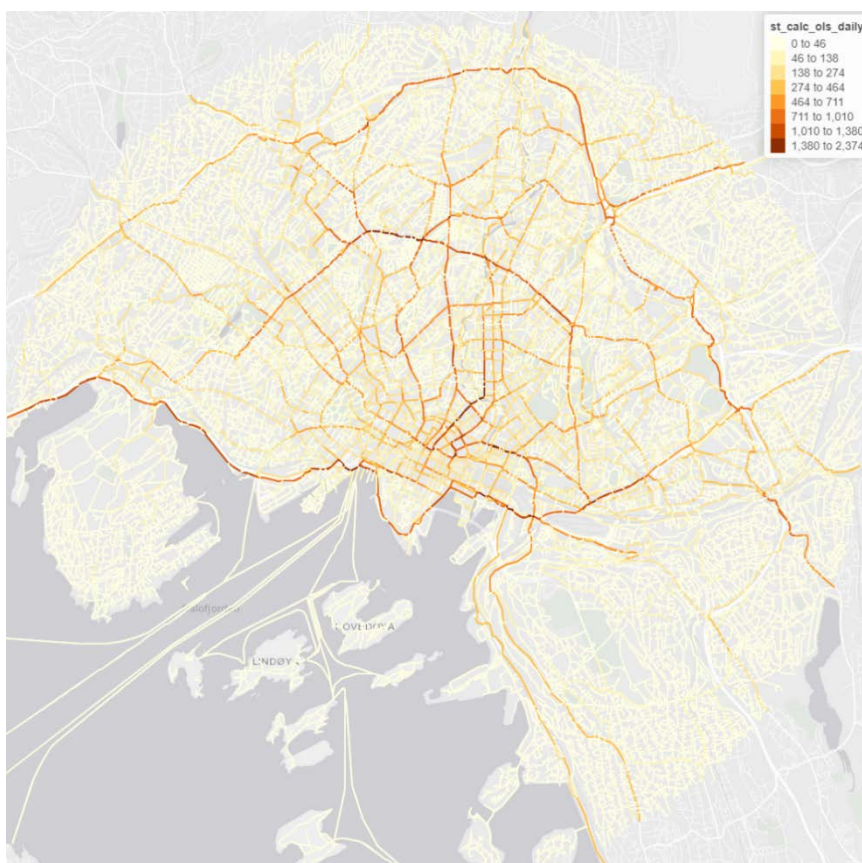 st_calc_ols_daily
0 to 46
46 to 138
138 to 274
274 to 464
464 to 711
711 to 1,010
1,010 to 1,380
1,380 to 2,374
LINDØY